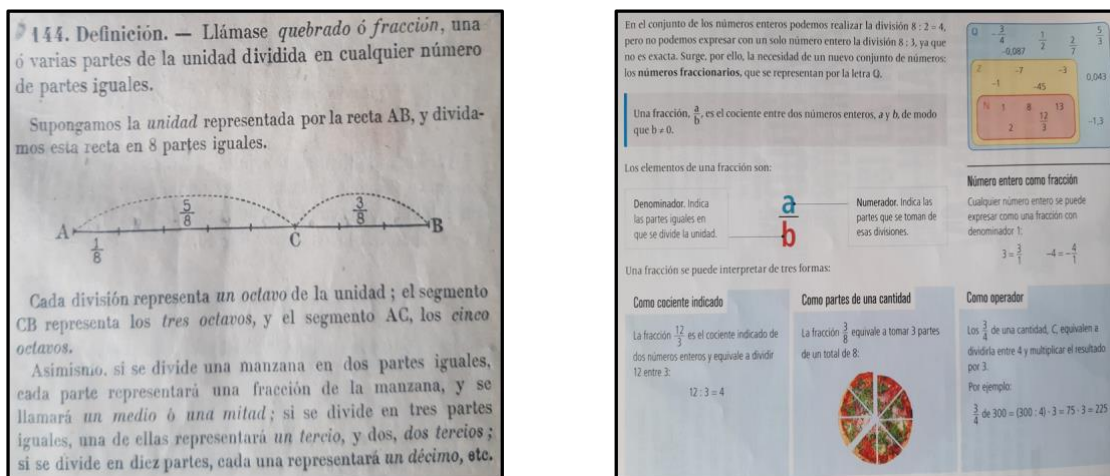 144. Definición. — Llámase quebrado ó fracción, una
ó varias partes de la unidad dividida en cualquier número
de partes iguales.
Supongamos la unidad representada por la recta AB, y divida-
mos esta recta en 8 partes iguales.
5/8
3/8
A
B
C
1/8
Cada división representa un octavo de la unidad ; el segmento
CB representa los tres octavos, y el segmento AC, los cinco
octavos.
Asimismo, si se divide una manzana en dos partes iguales,
cada parte representará una fracción de la manzana, y se
llamará un medio ó una mitad ; si se divide en tres partes
iguales, una de ellas representará un tercio, y dos, dos tercios ;
si se divide en diez partes, cada una representará un décimo, etc.
En el conjunto de los números enteros podemos realizar la división 8 : 2 = 4,
pero no podemos expresar con un solo número entero la división 8 : 3, ya que
no es exacta. Surge, por ello, la necesidad de un nuevo conjunto de números:
los números fraccionarios, que se representan por la letra Q.
Q -3/4 1/2 2/7 5/3
-0,087
Z -7 -3
-1 -45
0,043
N 1 8 13
2 12/3
-1,3
Una fracción, a/b, es el cociente entre dos números enteros, a y b, de modo
que b ≠ 0.
Los elementos de una fracción son:
Denominador. Indica
las partes iguales en
que se divide la unidad.
a
b
Numerador. Indica las
partes que se toman de
esas divisiones.
Número entero como fracción
Cualquier número entero se puede
expresar como una fracción con
denominador 1:
3 = 3/1 -4 = -4/1
Una fracción se puede interpretar de tres formas:
Como cociente indicado
La fracción 12/3 es el cociente indicado de
dos números enteros y equivale a dividir
12 entre 3:
12 : 3 = 4
Como partes de una cantidad
La fracción 3/8 equivale a tomar 3 partes
de un total de 8:
Como operador
Los 3/4 de una cantidad, C, equivalen a
dividirla entre 4 y multiplicar el resultado
por 3.
Por ejemplo:
3/4 de 300 = (300 : 4) · 3 = 75 · 3 = 225